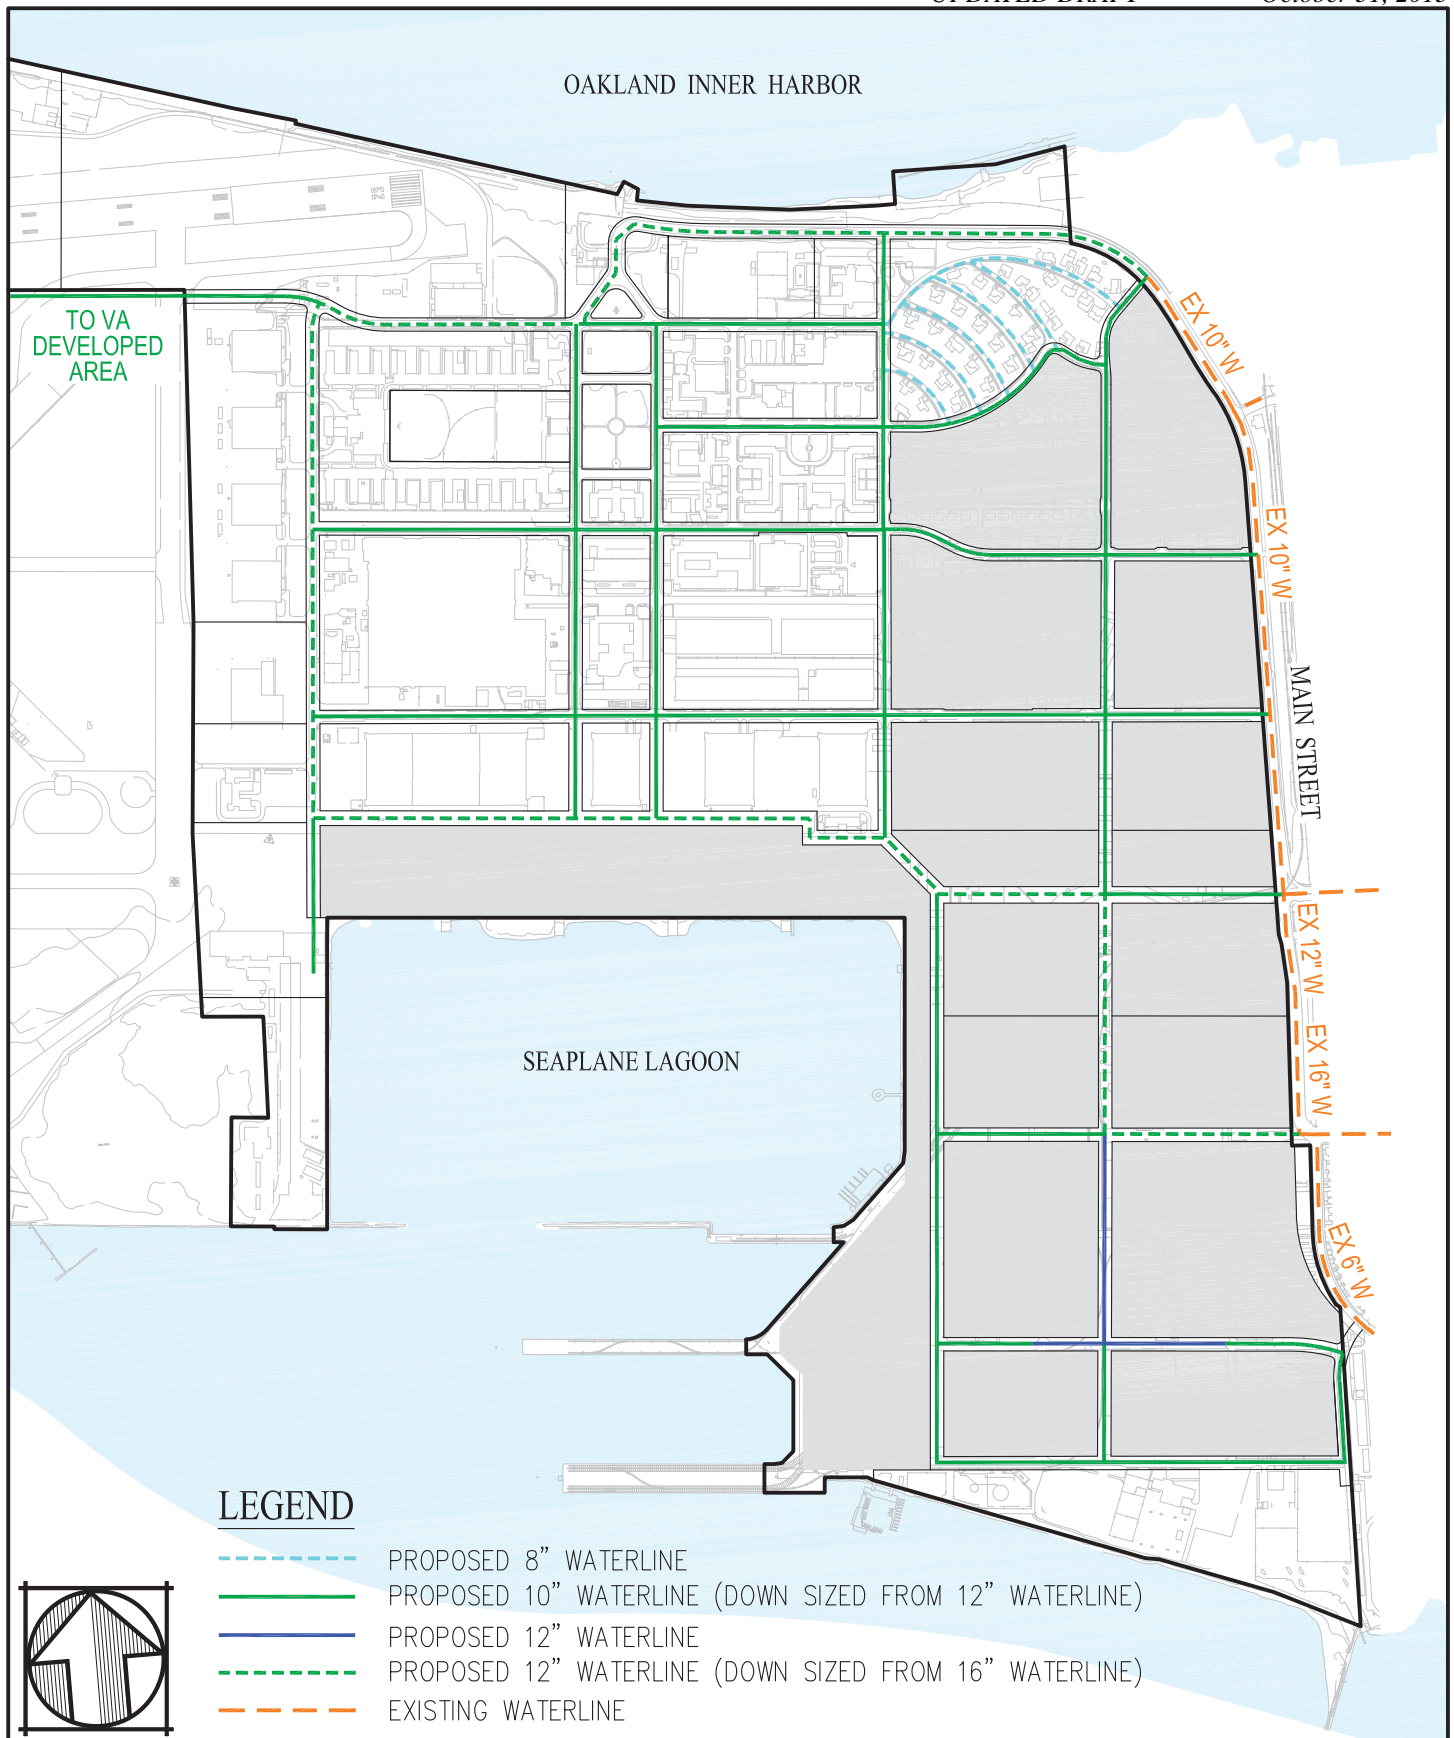 OAKLAND INNER HARBOR
TO VA
DEVELOPED
AREA
EX 10" W
EX 10" W
MAIN STREET
EX 12" W
EX 16" W
SEAPLANE LAGOON
EX 6" W
LEGEND
PROPOSED 8” WATERLINE
PROPOSED 10” WATERLINE (DOWN SIZED FROM 12” WATERLINE)
PROPOSED 12” WATERLINE
PROPOSED 12” WATERLINE (DOWN SIZED FROM 16” WATERLINE)
EXISTING WATERLINE